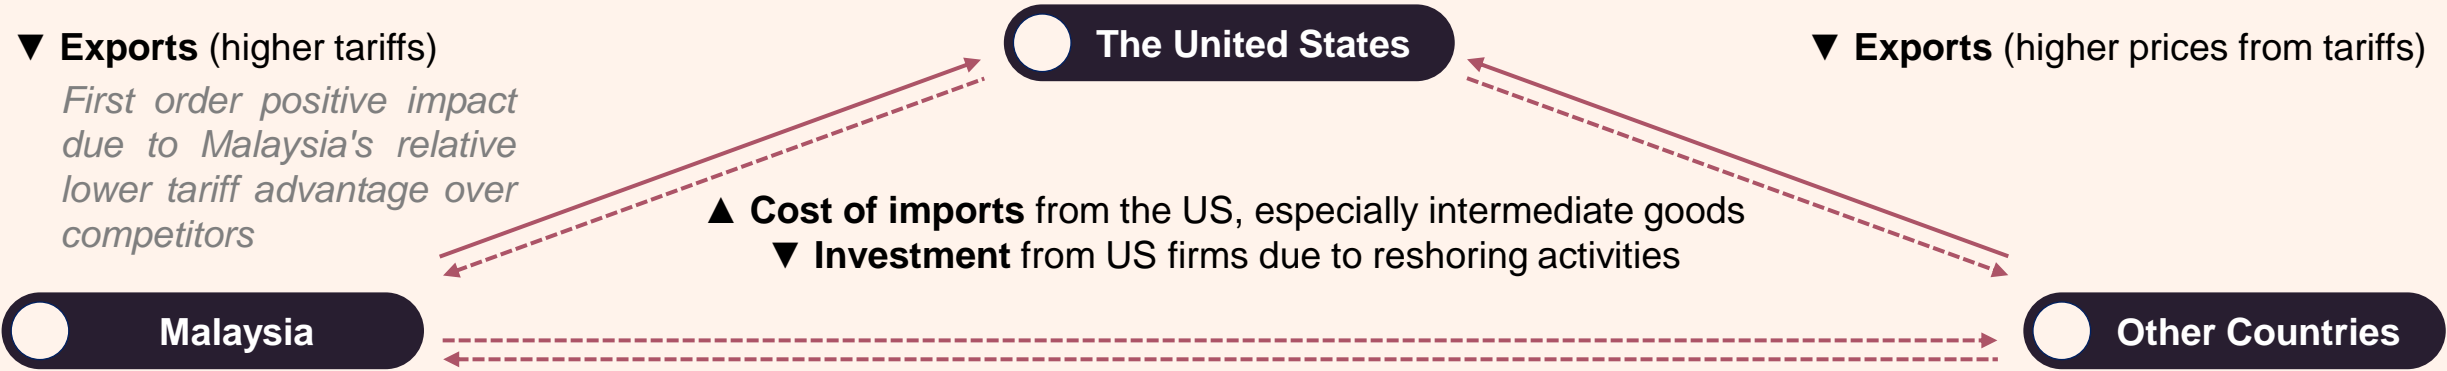 The United States
▼ Exports (higher tariffs)
First order positive impact
due to Malaysia's relative
lower tariff advantage over
competitors
▼ Exports (higher prices from tariffs)
▲ Cost of imports from the US, especially intermediate goods
▼ Investment from US firms due to reshoring activities
Malaysia
Other Countries